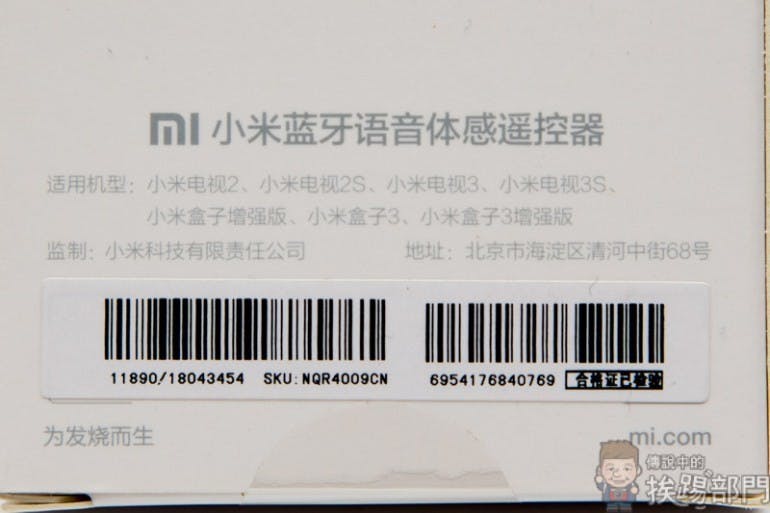 mi 小米蓝牙语音体感遥控器
适用机型：小米电视2、小米电视2S、小米电视3、小米电视3S、
小米盒子增强版、小米盒子3、小米盒子3增强版
监制：小米科技有限责任公司 地址：北京市海淀区清河中街68号
11890/18043454 SKU:NQR4009CN 6954176840769 合格证已检验
为发烧而生 mi.com
傳說中的
挨踢部門